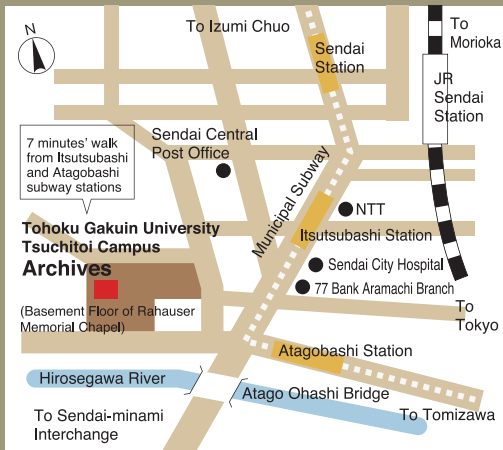 N
To Izumi Chuo
Sendai
Station
To
Morioka
JR
Sendai
Station
7 minutes' walk
from Itsutsubashi
and Atagobashi
subway stations
Sendai Central
Post Office
Municipal Subway
NTT
Itsutsubashi Station
Tohoku Gakuin University
Tsuchitoi Campus
Archives
(Basement Floor of Rahauser
Memorial Chapel)
Sendai City Hospital
77 Bank Aramachi Branch
To
Tokyo
Atagobashi Station
Hirosegawa River
Atago Ohashi Bridge
To Sendai-minami
Interchange
To Tomizawa